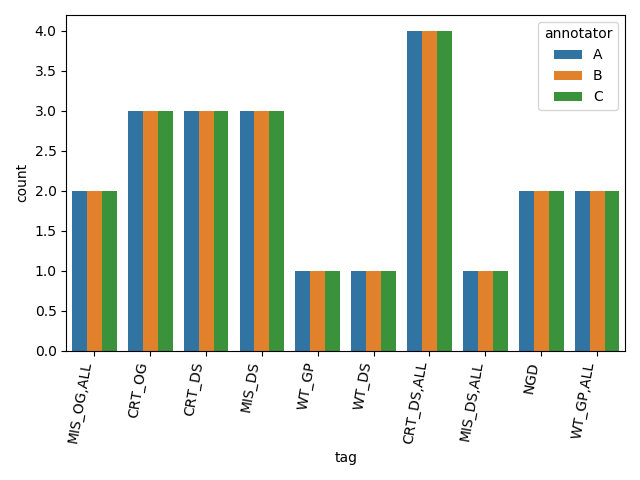 annotator
A
B
C
count
4.0
3.5
3.0
2.5
2.0
1.5
1.0
0.5
0.0
MIS_OG,ALL
CRT_OG
CRT_DS
MIS_DS
WT_GP
WT_DS
CRT_DS,ALL
MIS_DS,ALL
NGD
WT_GP,ALL
tag